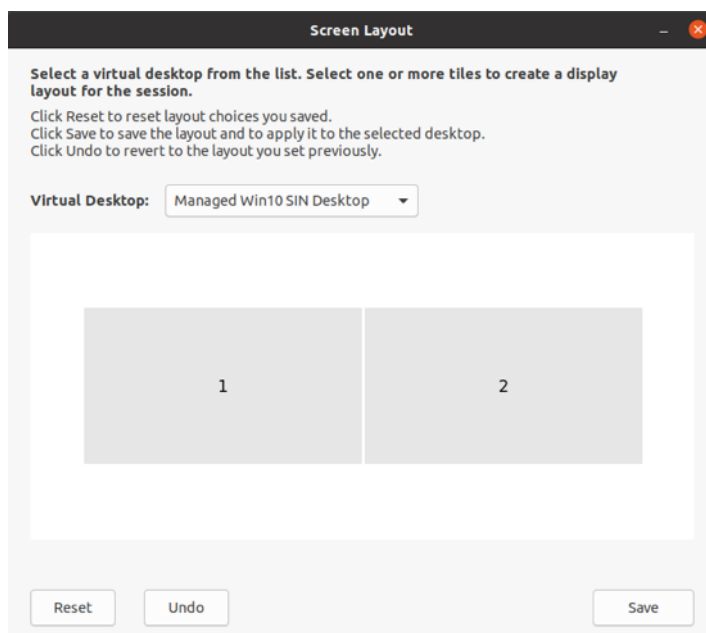 Screen Layout
Select a virtual desktop from the list. Select one or more tiles to create a display
layout for the session.
Click Reset to reset layout choices you saved.
Click Save to save the layout and to apply it to the selected desktop.
Click Undo to revert to the layout you set previously.
Virtual Desktop: Managed Win10 SIN Desktop
1 2
Reset Undo Save